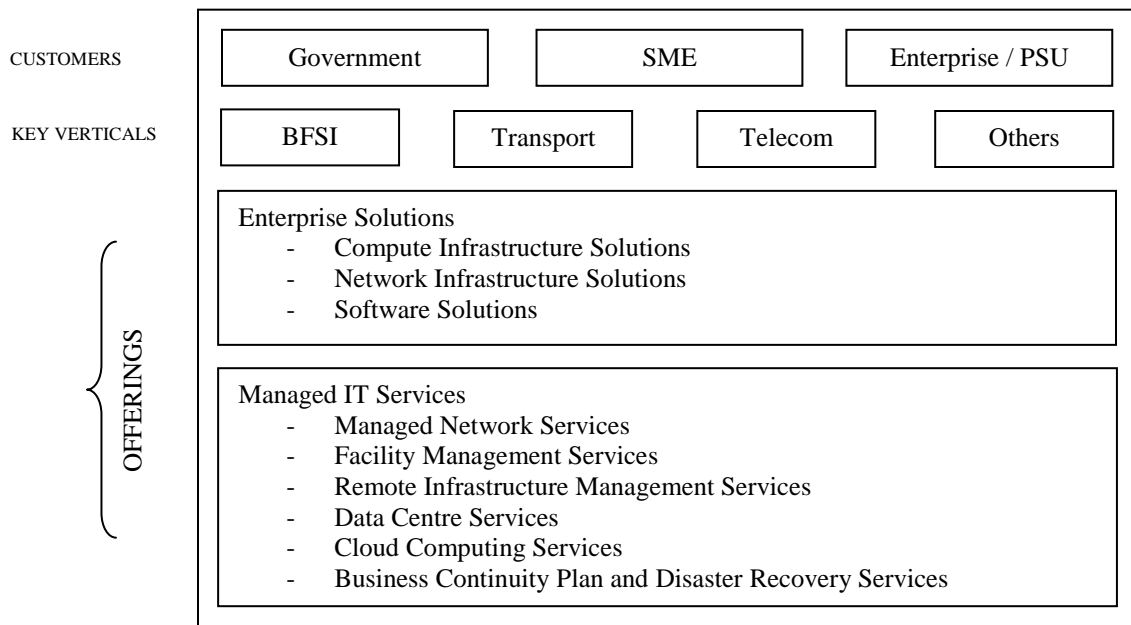 CUSTOMERS
Government
SME
Enterprise / PSU
KEY VERTICALS
BFSI
Transport
Telecom
Others
OFFERINGS
Enterprise Solutions
- Compute Infrastructure Solutions
- Network Infrastructure Solutions
- Software Solutions
Managed IT Services
- Managed Network Services
- Facility Management Services
- Remote Infrastructure Management Services
- Data Centre Services
- Cloud Computing Services
- Business Continuity Plan and Disaster Recovery Services